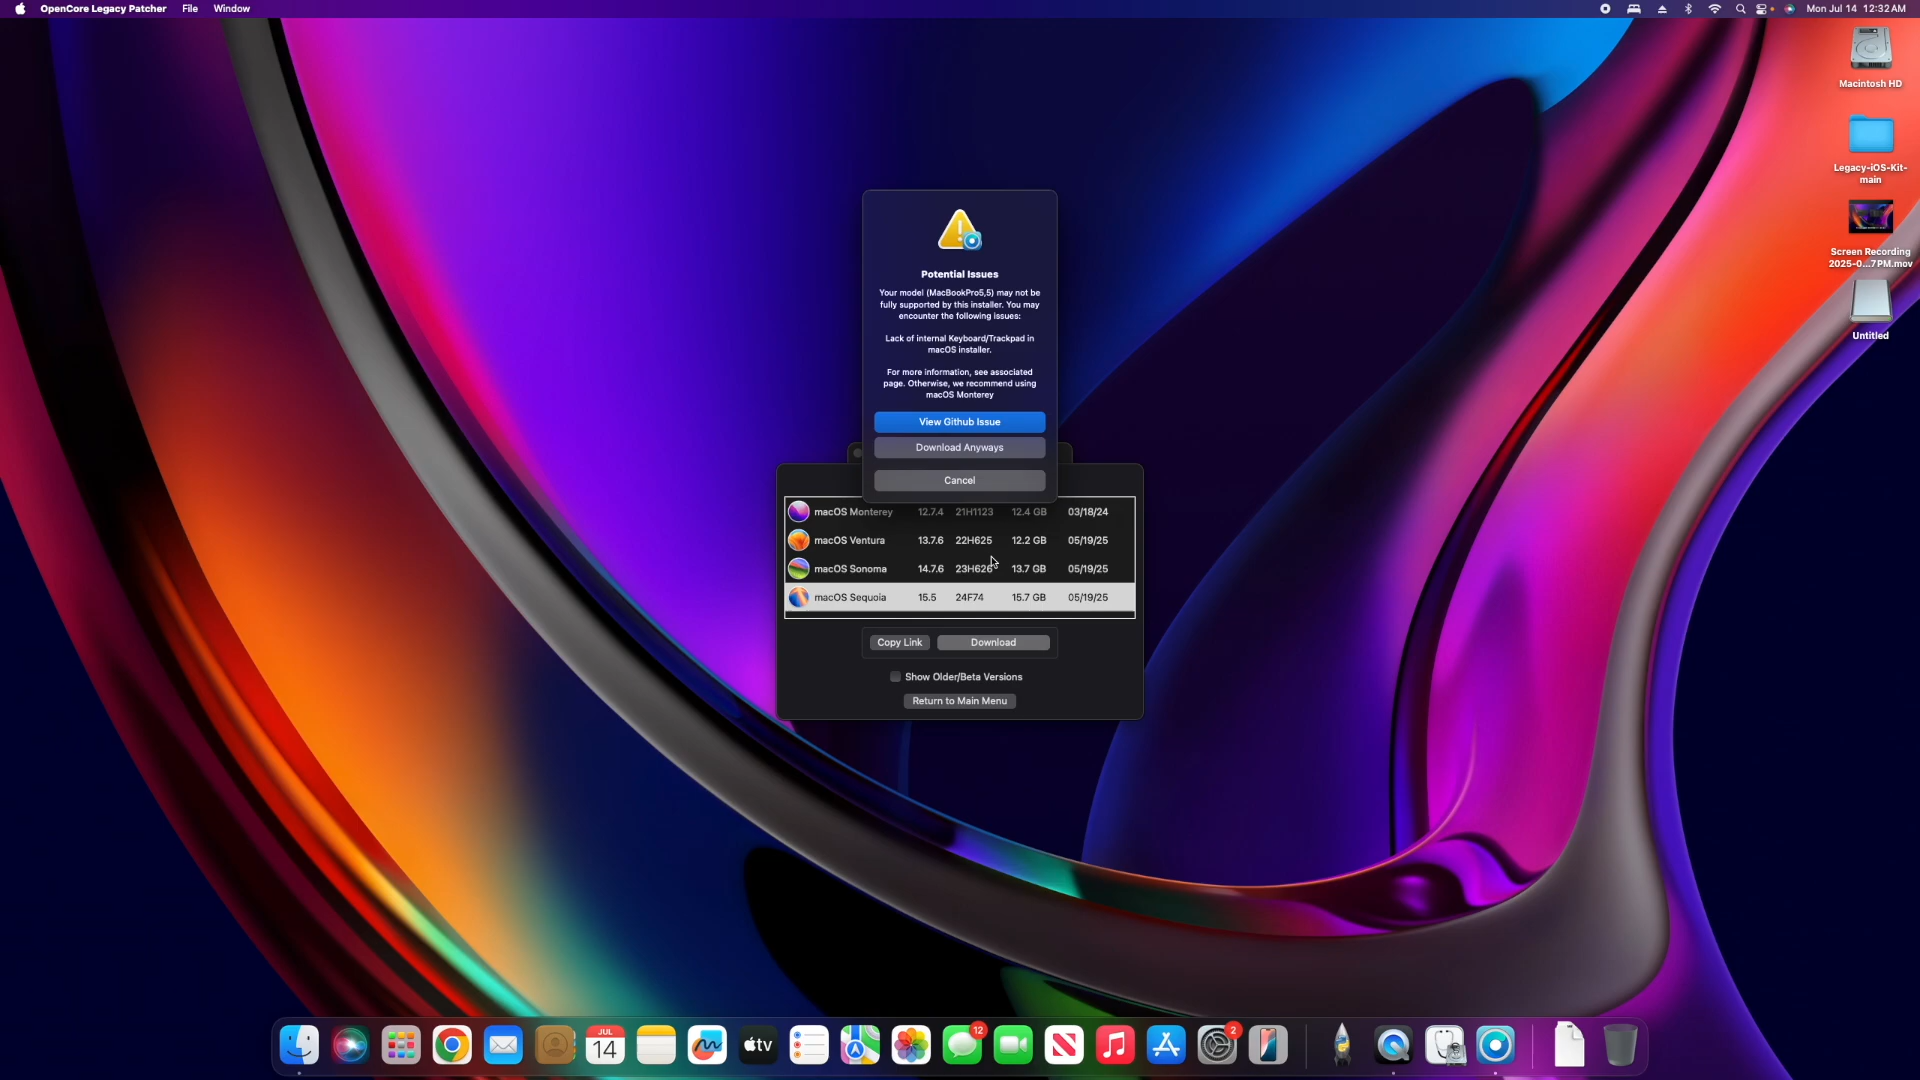 OpenCore Legacy Patcher File Window Mon Jul 14 12:32 AM
Macintosh HD
Legacy-iOS-Kit-
main
Screen Recording
2025-0...7PM.mov
Untitled
Potential Issues
Your model (MacBookPro5,5) may not be
fully supported by this installer. You may
encounter the following issues:
Lack of internal Keyboard/Trackpad in
macOS installer.
For more information, see associated
page. Otherwise, we recommend using
macOS Monterey
View Github Issue
Download Anyways
Cancel
macOS Monterey 12.7.4 21H1123 12.4 GB 03/18/24
macOS Ventura 13.7.6 22H625 12.2 GB 05/19/25
macOS Sonoma 14.7.6 23H626 13.7 GB 05/19/25
macOS Sequoia 15.5 24F74 15.7 GB 05/19/25
Copy Link Download
Show Older/Beta Versions
Return to Main Menu
JUL
14
tv
12
2